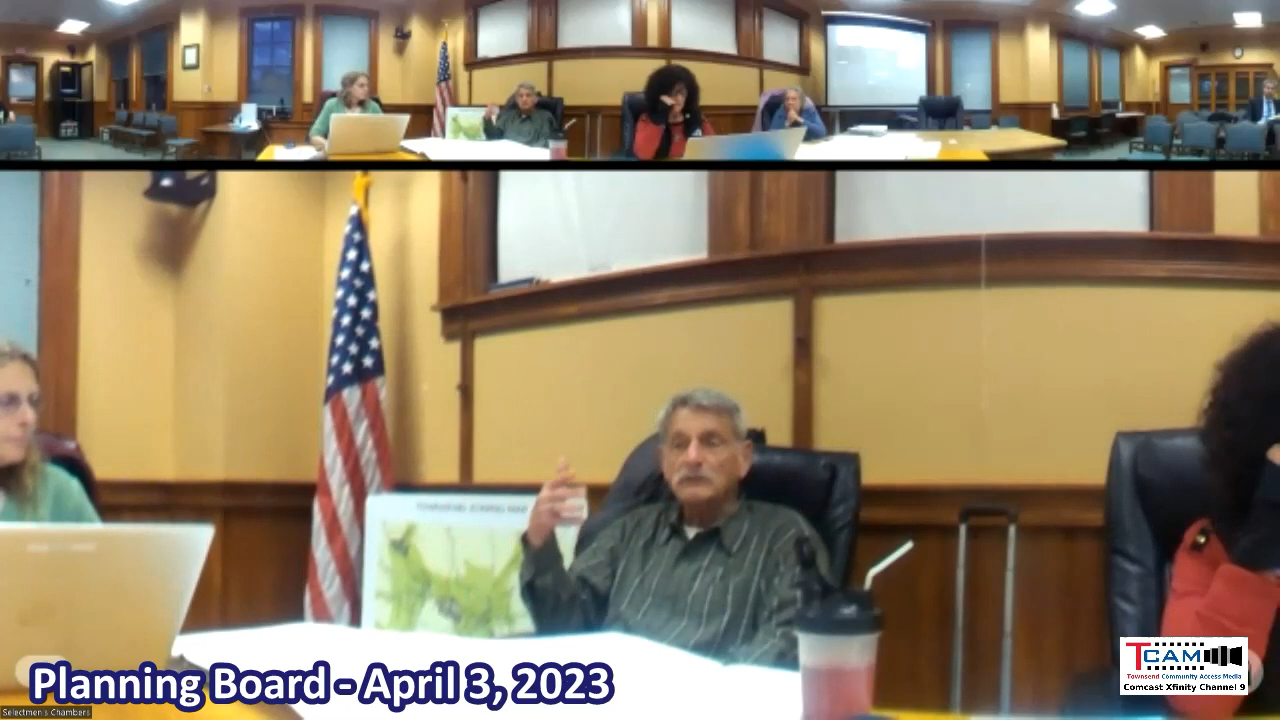 TOWNSEND ZONING MAP
Planning Board - April 3, 2023
Selectmen's Chambers
TCAM
Townsend Community Access Media
Comcast Xfinity Channel 9